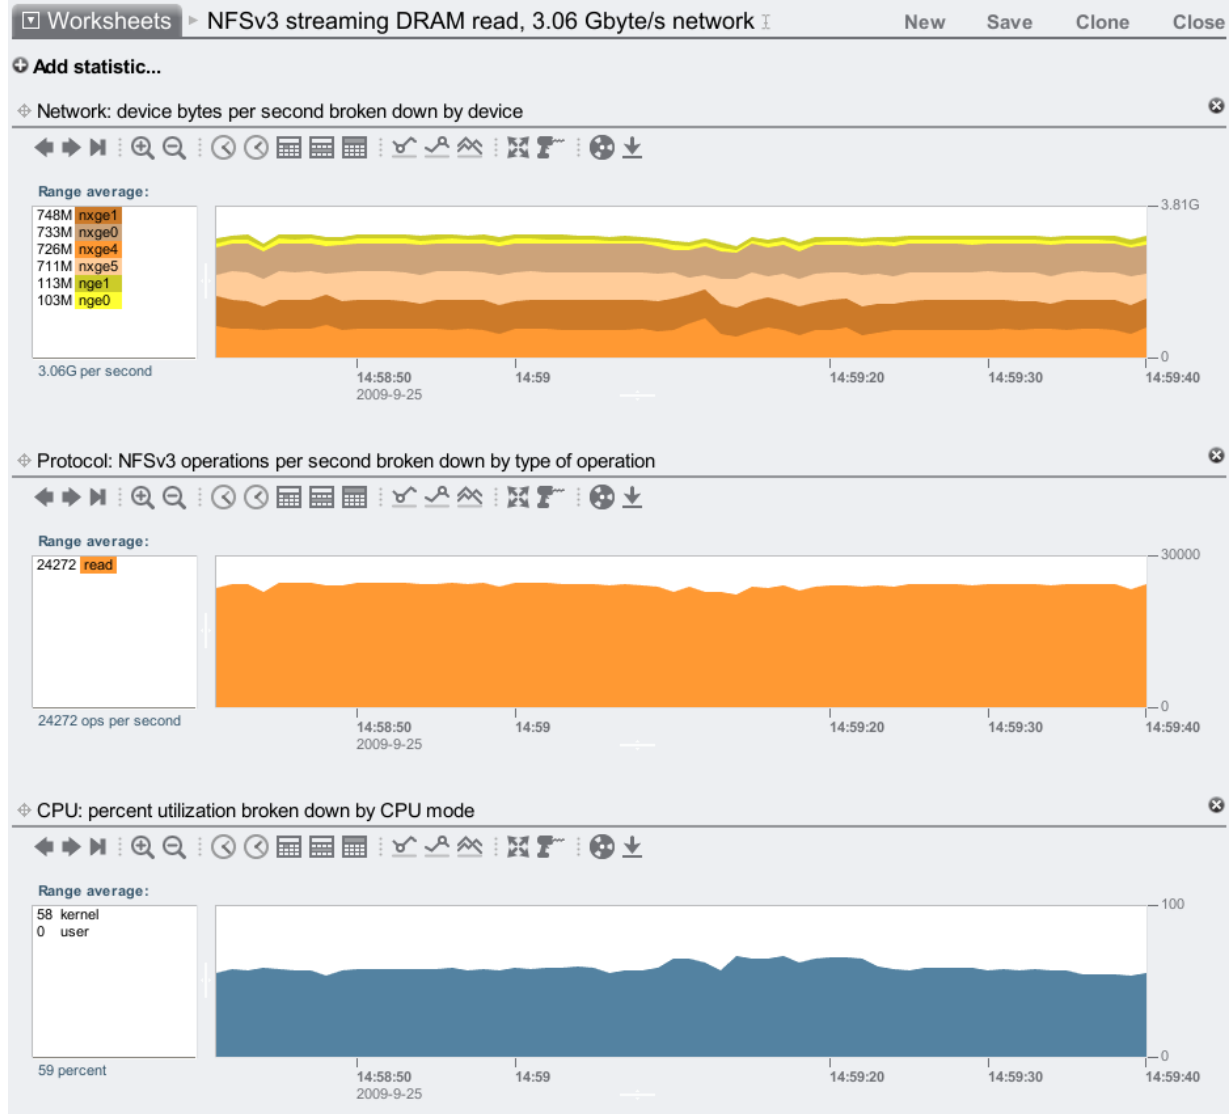 Worksheets NFSv3 streaming DRAM read, 3.06 Gbyte/s network New Save Clone Close
Add statistic...
Network: device bytes per second broken down by device
Range average:
748M nxge1
733M nxge0
726M nxge4
711M nxge5
113M nge1
103M nge0
3.06G per second
3.81G
0
14:58:50 14:59 14:59:20 14:59:30 14:59:40
2009-9-25
Protocol: NFSv3 operations per second broken down by type of operation
Range average:
24272 read
24272 ops per second
30000
0
14:58:50 14:59 14:59:20 14:59:30 14:59:40
2009-9-25
CPU: percent utilization broken down by CPU mode
Range average:
58 kernel
0 user
59 percent
100
0
14:58:50 14:59 14:59:20 14:59:30 14:59:40
2009-9-25